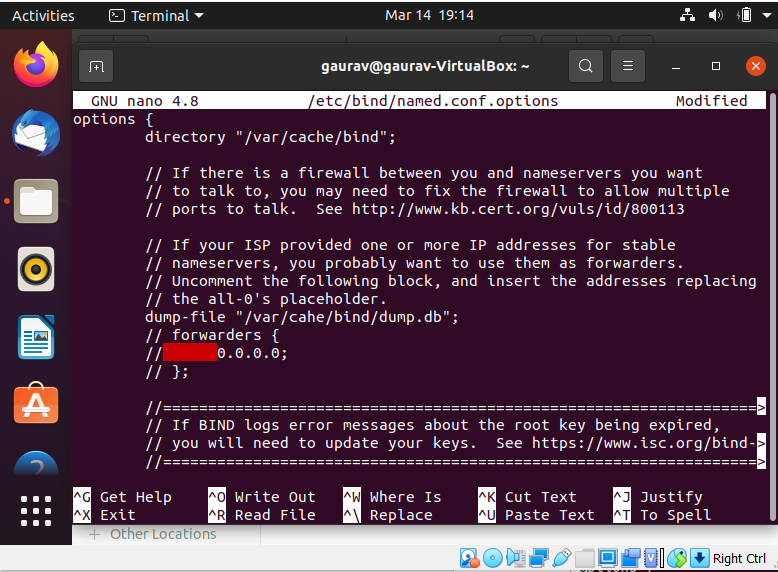 Activities Terminal Mar 14 19:14
gaurav@gaurav-VirtualBox: ~
GNU nano 4.8 /etc/bind/named.conf.options Modified
options {
directory "/var/cache/bind";
// If there is a firewall between you and nameservers you want
// to talk to, you may need to fix the firewall to allow multiple
// ports to talk.  See http://www.kb.cert.org/vuls/id/800113
// If your ISP provided one or more IP addresses for stable
// nameservers, you probably want to use them as forwarders.
// Uncomment the following block, and insert the addresses replacing
// the all-0's placeholder.
dump-file "/var/cahe/bind/dump.db";
// forwarders {
//      0.0.0.0;
// };
//==================================================================>
// If BIND logs error messages about the root key being expired,
// you will need to update your keys.  See https://www.isc.org/bind->
//==================================================================>
^G Get Help ^O Write Out ^W Where Is ^K Cut Text ^J Justify
^X Exit ^R Read File ^\ Replace ^U Paste Text ^T To Spell
+ Other Locations
Right Ctrl